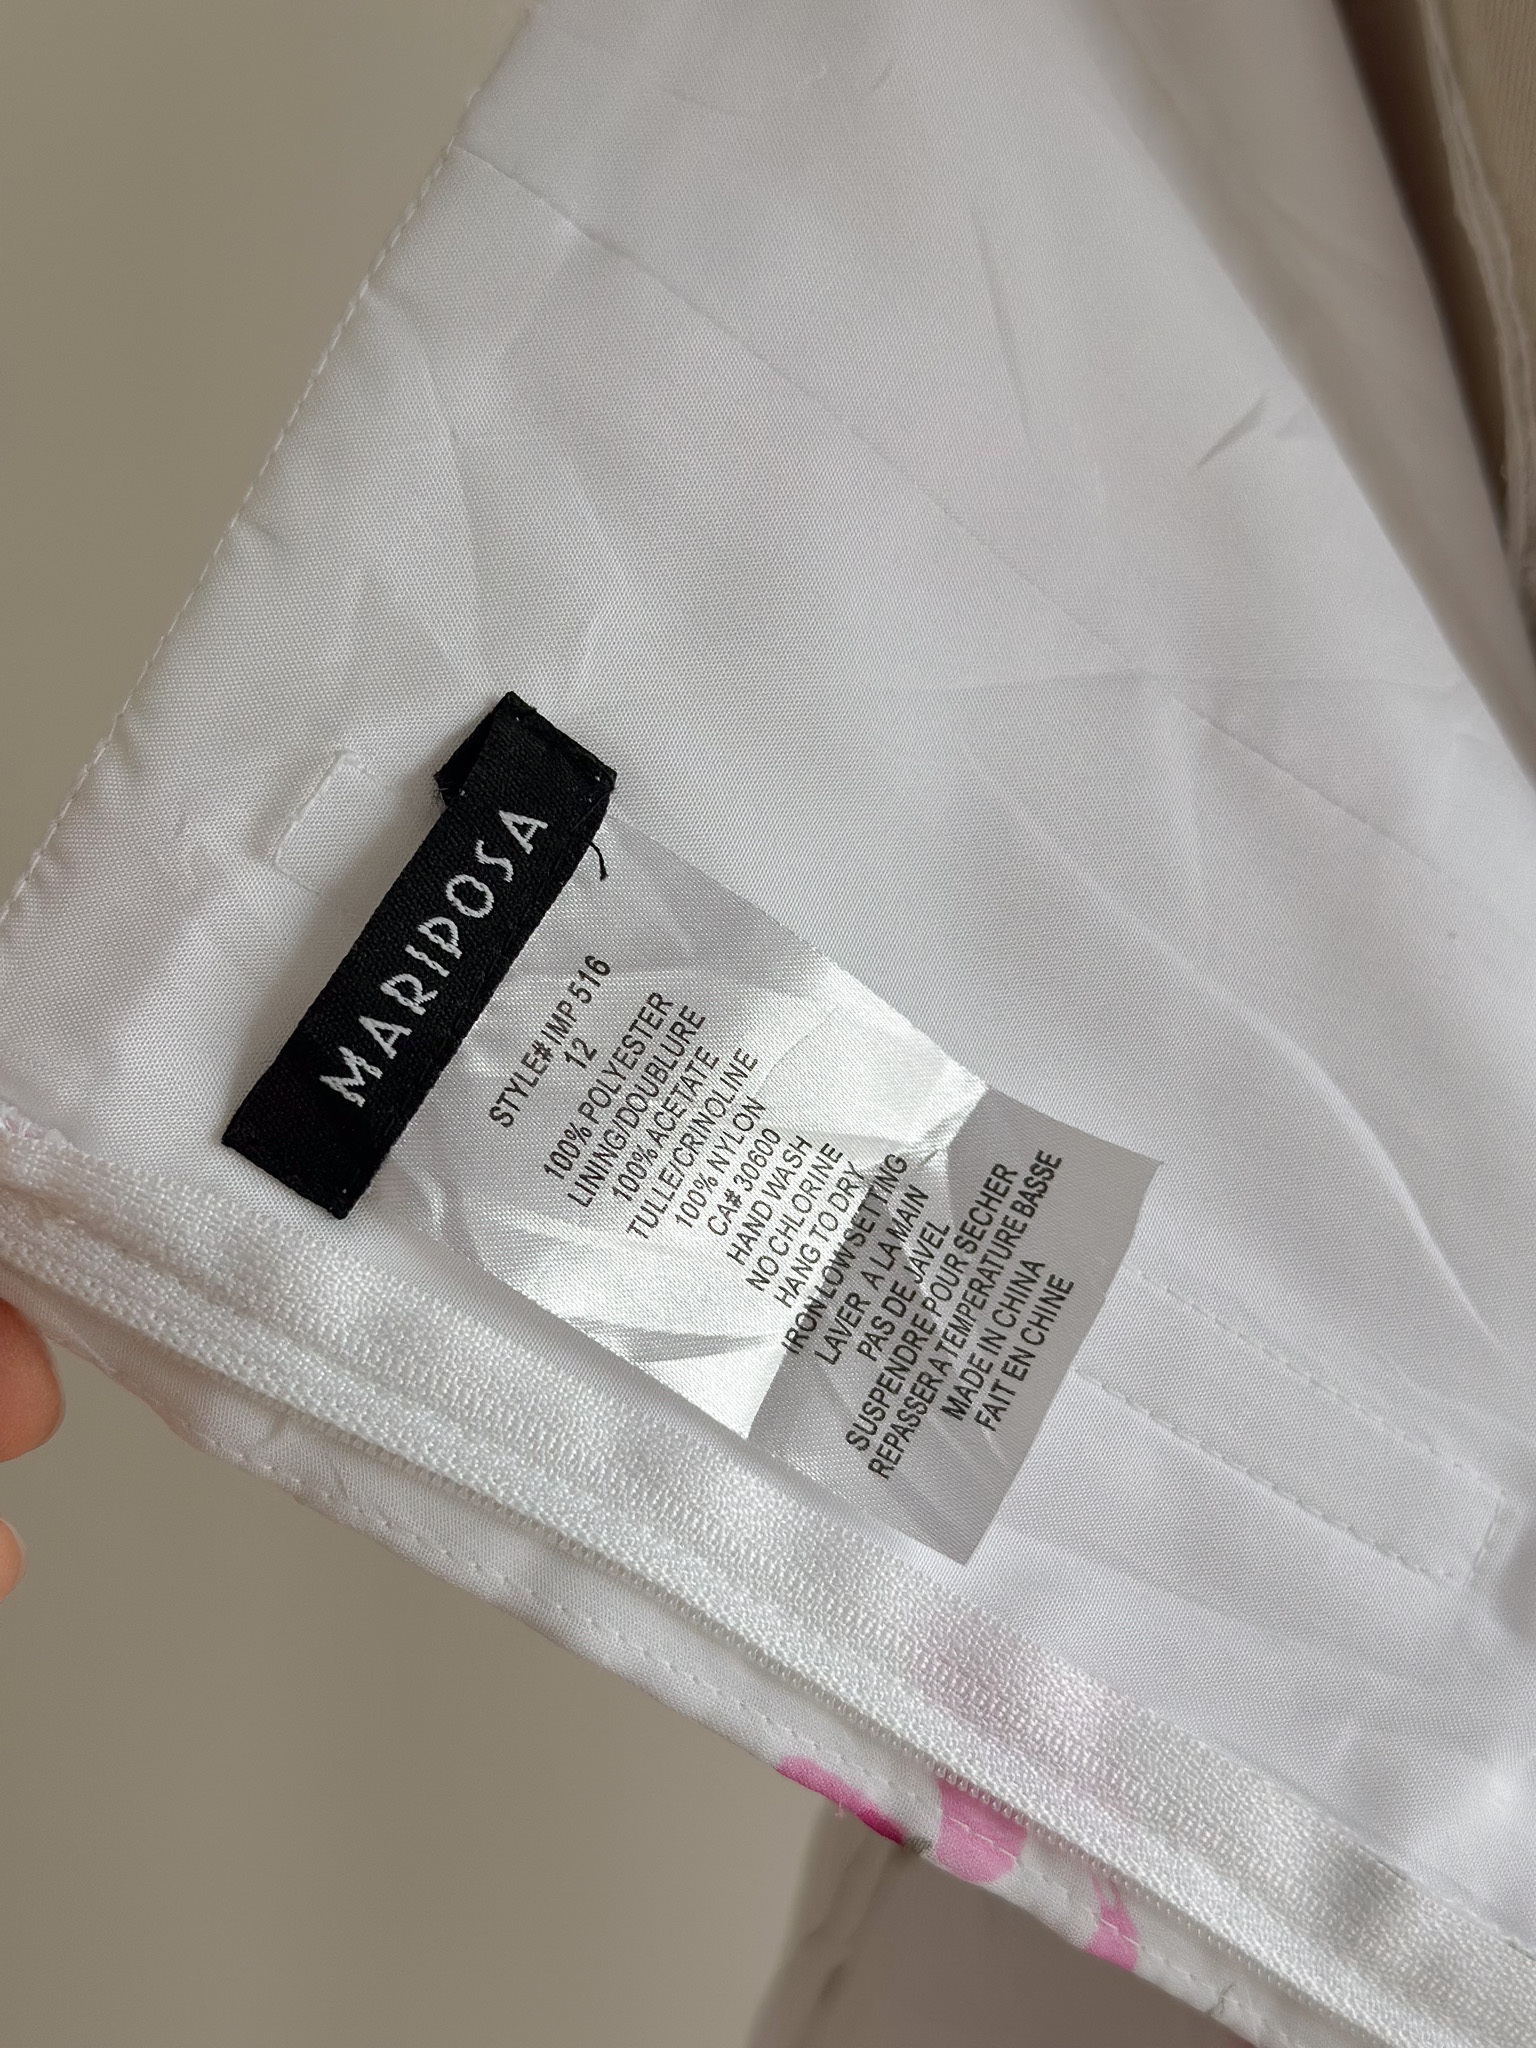 MARIPOSA
STYLE# IMP 516
12
100% POLYESTER
LINING/DOUBLURE
100% ACETATE
TULLE/CRINOLINE
100% NYLON
CA# 30600
HAND WASH
NO CHLORINE
HANG TO DRY
IRON LOW SETTING
LAVER A LA MAIN
PAS DE JAVEL
SUSPENDRE POUR SECHER
REPASSER A TEMPERATURE BASSE
MADE IN CHINA
FAIT EN CHINE